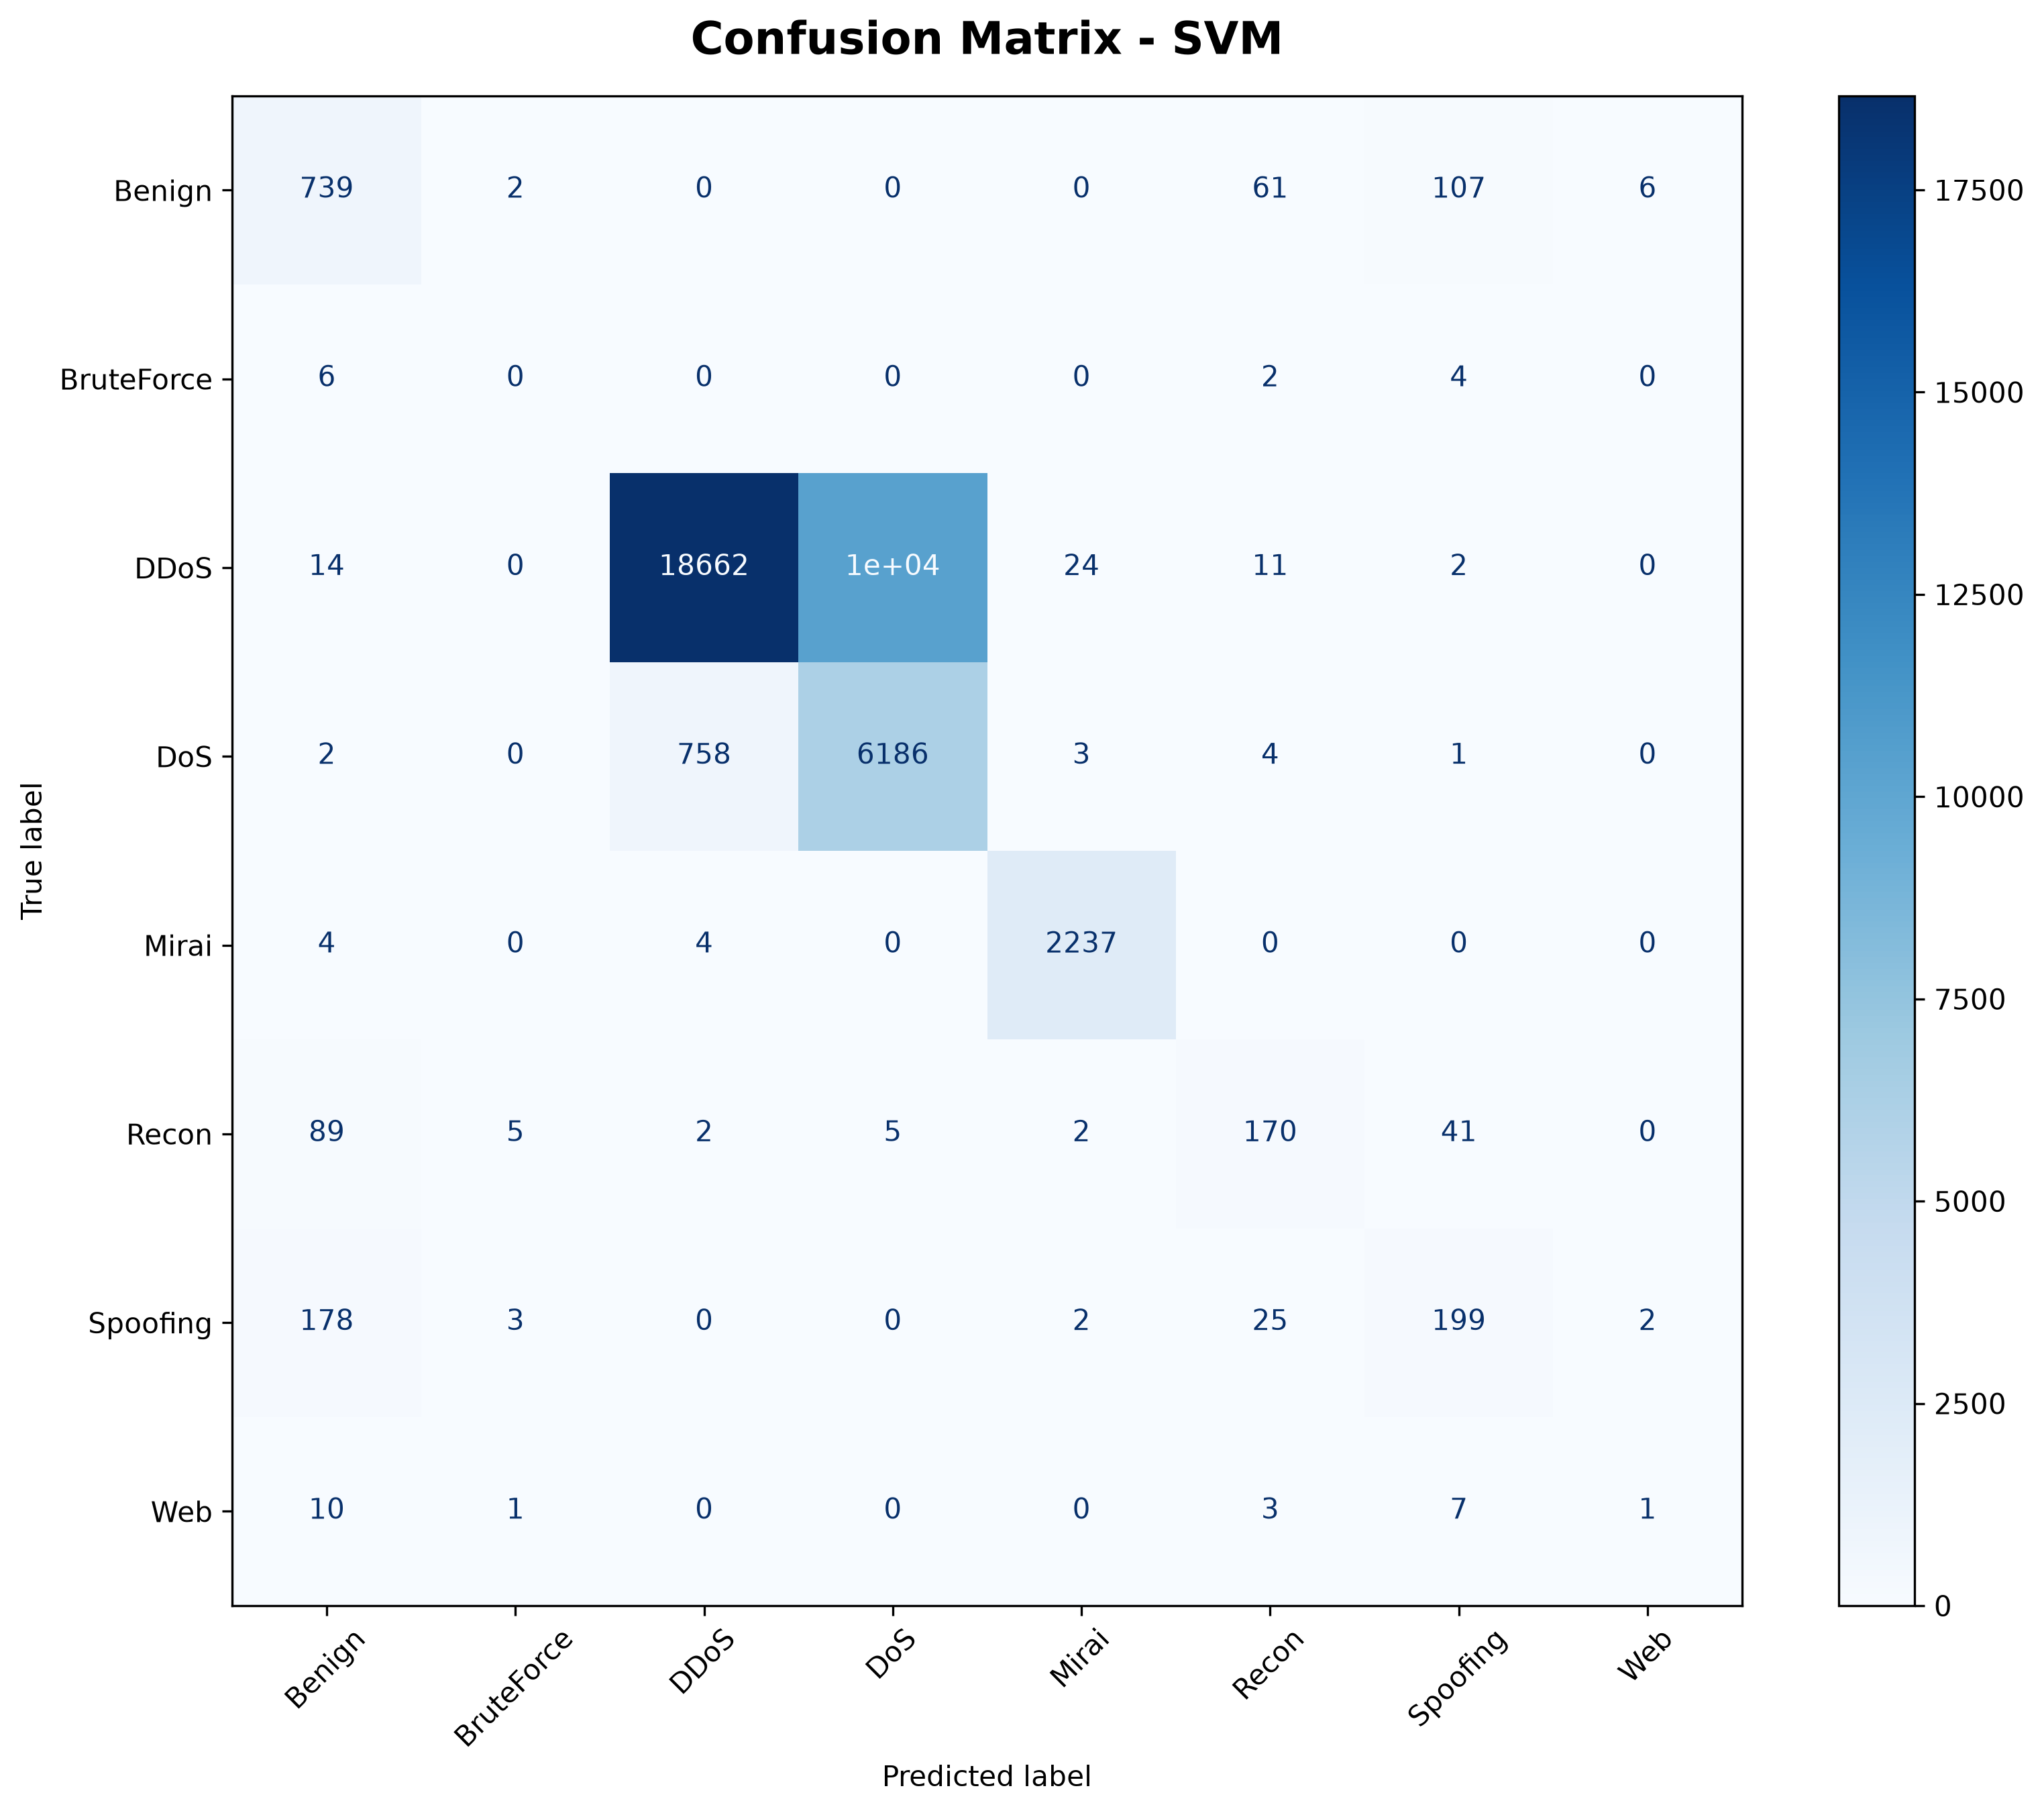 Confusion Matrix - SVM
Benign 739 2 0 0 0 61 107 6
BruteForce 6 0 0 0 0 2 4 0
DDoS 14 0 18662 1e+04 24 11 2 0
DoS 2 0 758 6186 3 4 1 0
Mirai 4 0 4 0 2237 0 0 0
Recon 89 5 2 5 2 170 41 0
Spoofing 178 3 0 0 2 25 199 2
Web 10 1 0 0 0 3 7 1
True label
Benign BruteForce DDoS DoS Mirai Recon Spoofing Web
Predicted label
17500
15000
12500
10000
7500
5000
2500
0